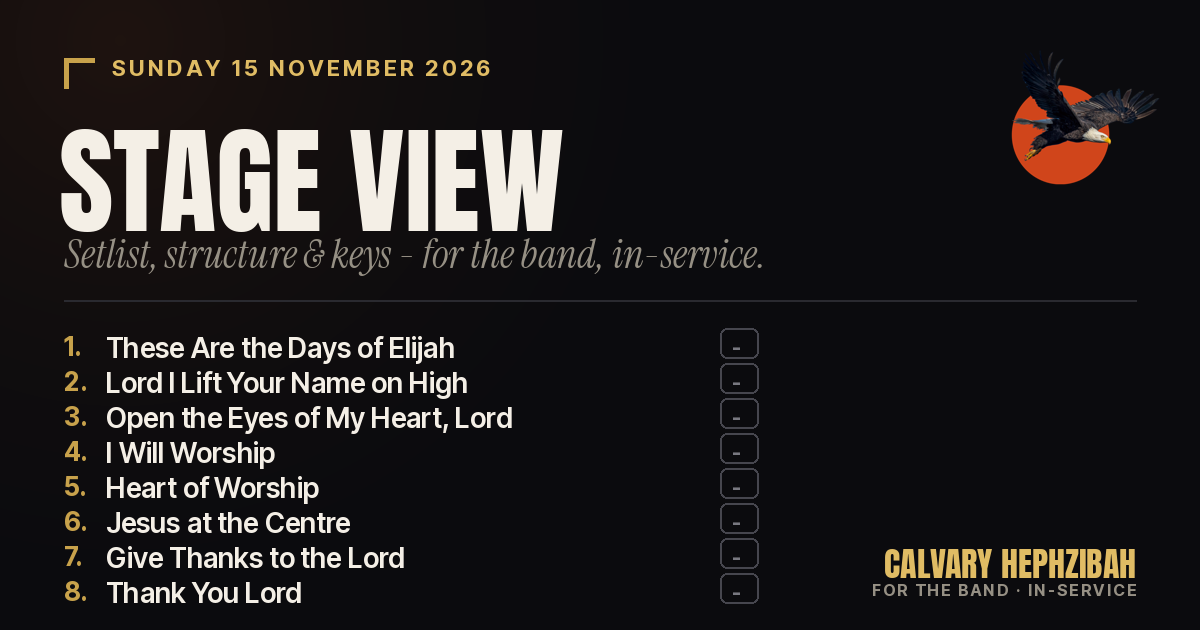 SUNDAY 15 NOVEMBER 2026
STAGE VIEW
Setlist, structure & keys - for the band, in-service.
1. These Are the Days of Elijah -
2. Lord I Lift Your Name on High -
3. Open the Eyes of My Heart, Lord -
4. I Will Worship -
5. Heart of Worship -
6. Jesus at the Centre -
7. Give Thanks to the Lord -
8. Thank You Lord -
CALVARY HEPHZIBAH
FOR THE BAND · IN-SERVICE